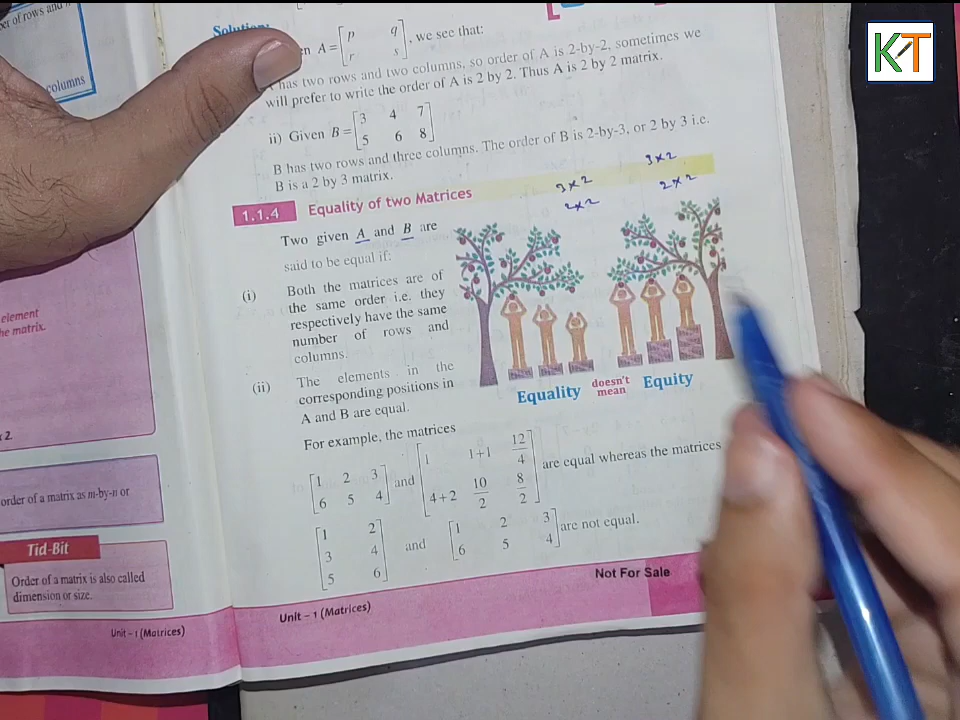 er of rows and
columns
element
he matrix.
x 2
order of a matrix as m-by-n or
Tid-Bit
Order of a matrix is also called
dimension or size.
Unit – 1 (Matrices)
KT
Solution:
A = [p q
r s], we see that:
has two rows and two columns, so order of A is 2-by-2, sometimes we
will prefer to write the order of A is 2 by 2. Thus A is 2 by 2 matrix.
ii) Given B = [3 4 7
5 6 8]
B has two rows and three columns. The order of B is 2-by-3, or 2 by 3 i.e.
B is a 2 by 3 matrix.
1.1.4 Equality of two Matrices
3×2 3×2
2×2 2×2
Two given A and B are
said to be equal if:
(i) Both the matrices are of
the same order i.e. they
respectively have the same
number of rows and
columns.
(ii) The elements in the
corresponding positions in
A and B are equal.
Equality doesn't mean Equity
For example, the matrices
[1 2 3
6 5 4] and [1 1+1 12/4
4+2 10/2 8/2] are equal whereas the matrices
[1 2
3 4
5 6] and [1 2 3
6 5 4] are not equal.
Not For Sale
Unit – 1 (Matrices)